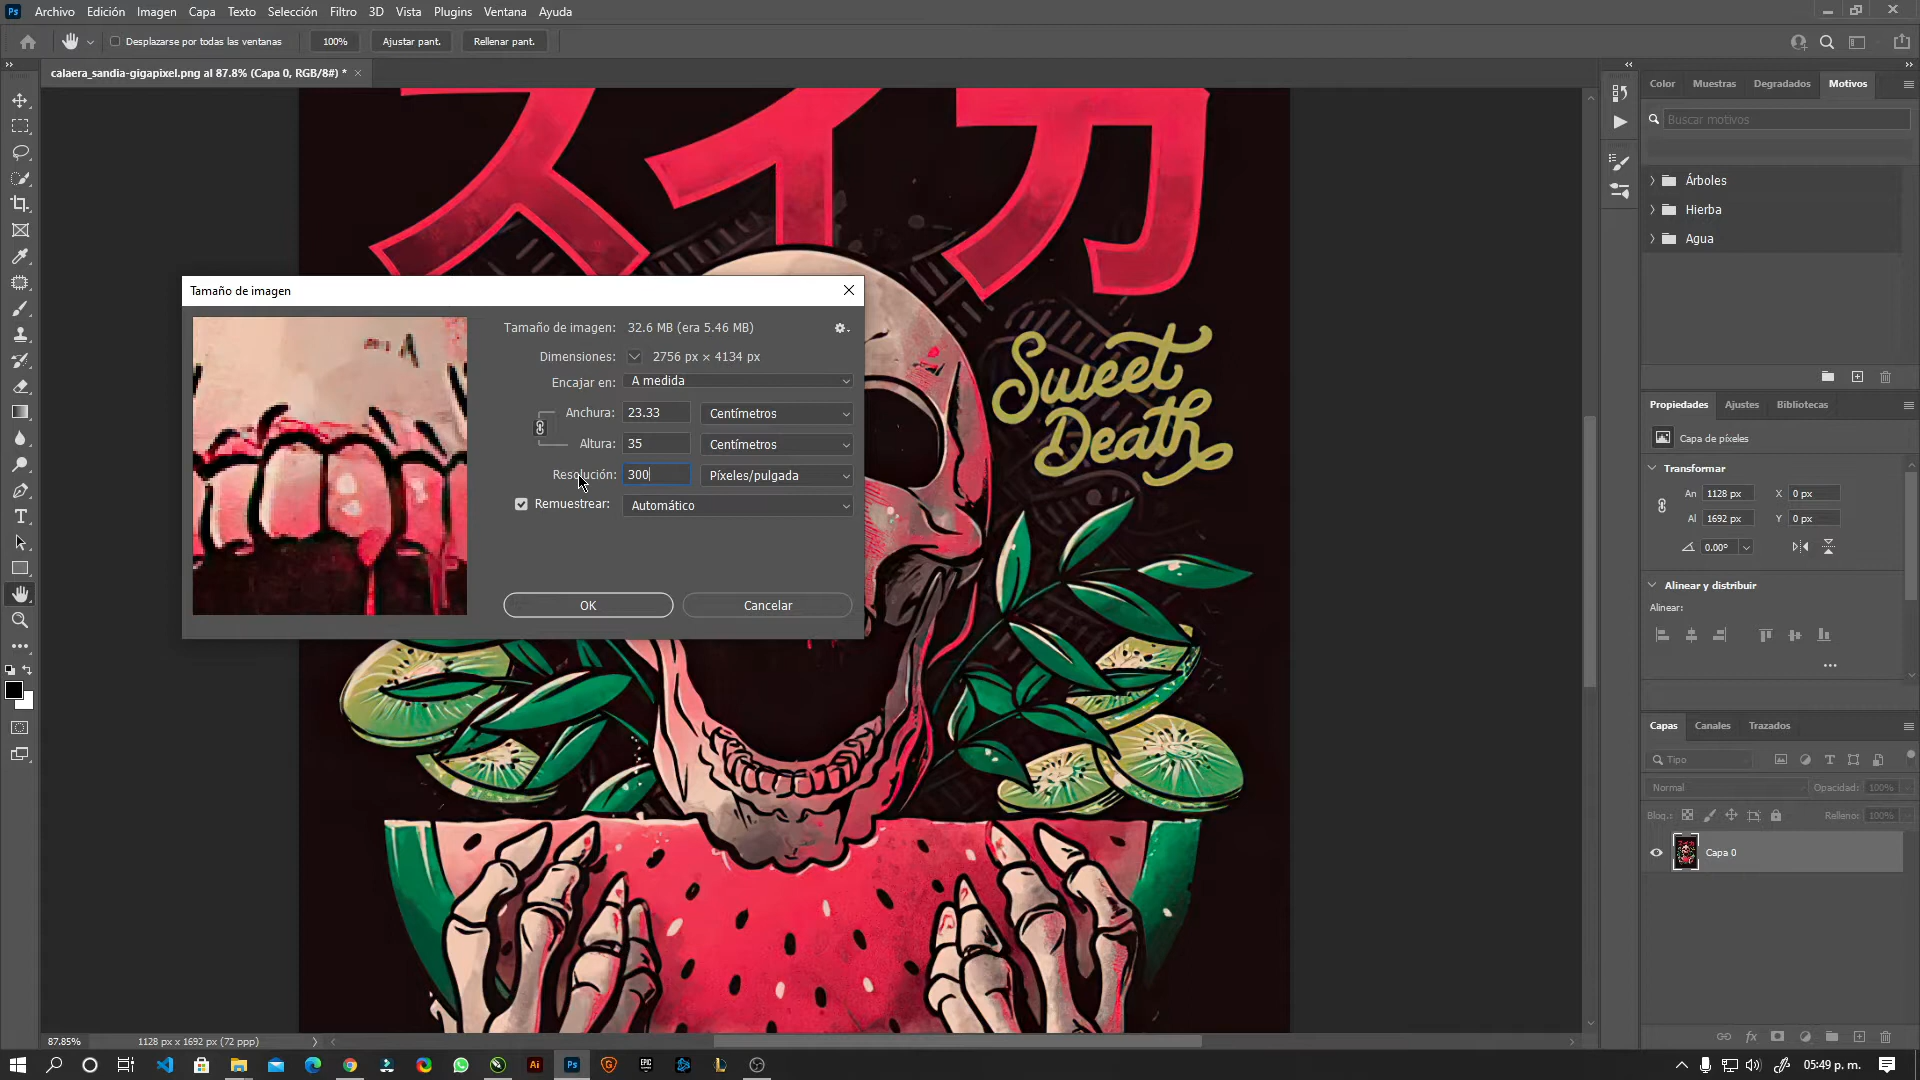 Ps Archivo Edición Imagen Capa Texto Selección Filtro 3D Vista Plugins Ventana Ayuda
Desplazarse por todas las ventanas 100% Ajustar pant. Rellenar pant.
calaera_sandia-gigapixel.png al 87.8% (Capa 0, RGB/8#) *
スイカ
Sweet
Death
Tamaño de imagen
Tamaño de imagen: 32.6 MB (era 5.46 MB)
Dimensiones: 2756 px × 4134 px
Encajar en: A medida
Anchura: 23.33 Centímetros
Altura: 35 Centímetros
Resolución: 300 Píxeles/pulgada
Remuestrear: Automático
OK Cancelar
Color Muestras Degradados Motivos
Buscar motivos
Árboles
Hierba
Agua
Propiedades Ajustes Bibliotecas
Capa de píxeles
Transformar
An 1128 px X 0 px
Al 1692 px Y 0 px
0.00°
Alinear y distribuir
Alinear:
Capas Canales Trazados
Tipo
Normal Opacidad: 100%
Bloq.: Relleno: 100%
Capa 0
fx
87.85% 1128 px x 1692 px (72 ppp)
Ai Ps EPIC
05:49 p. m.